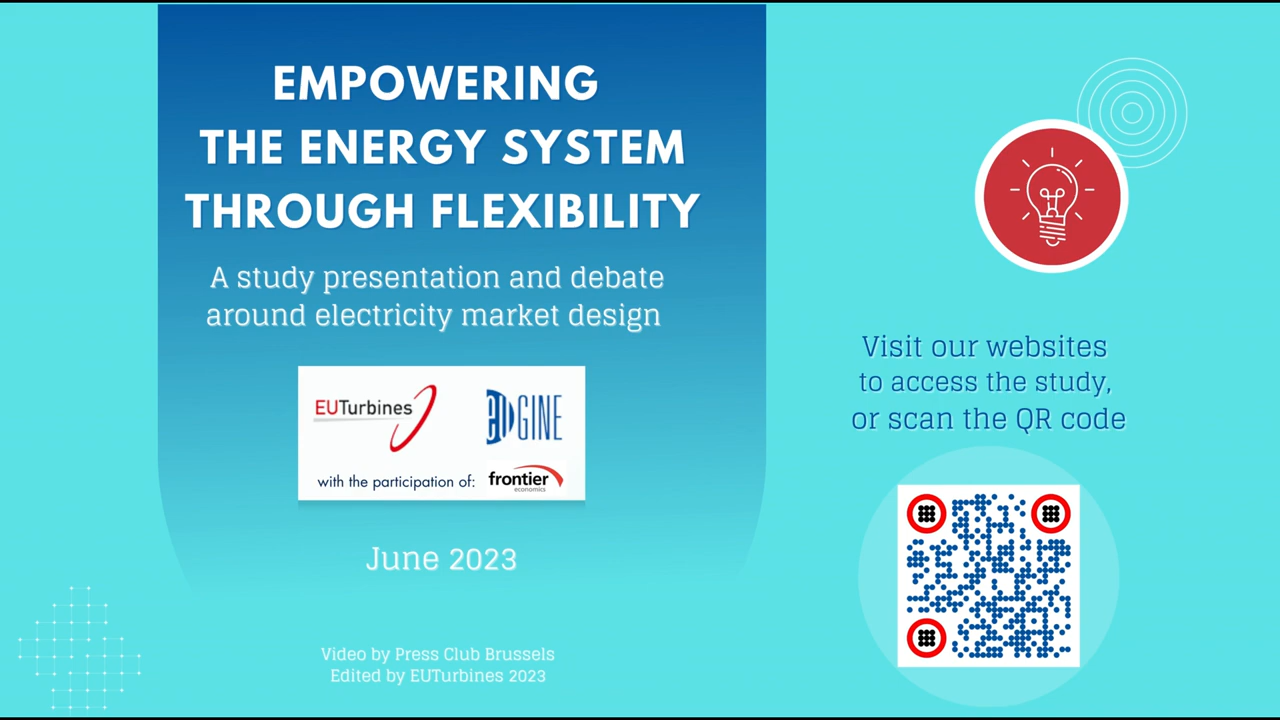 EMPOWERING
THE ENERGY SYSTEM
THROUGH FLEXIBILITY
A study presentation and debate
around electricity market design
EUTurbines
EUGINE
with the participation of:
frontier
economics
June 2023
Video by Press Club Brussels
Edited by EUTurbines 2023
Visit our websites
to access the study,
or scan the QR code